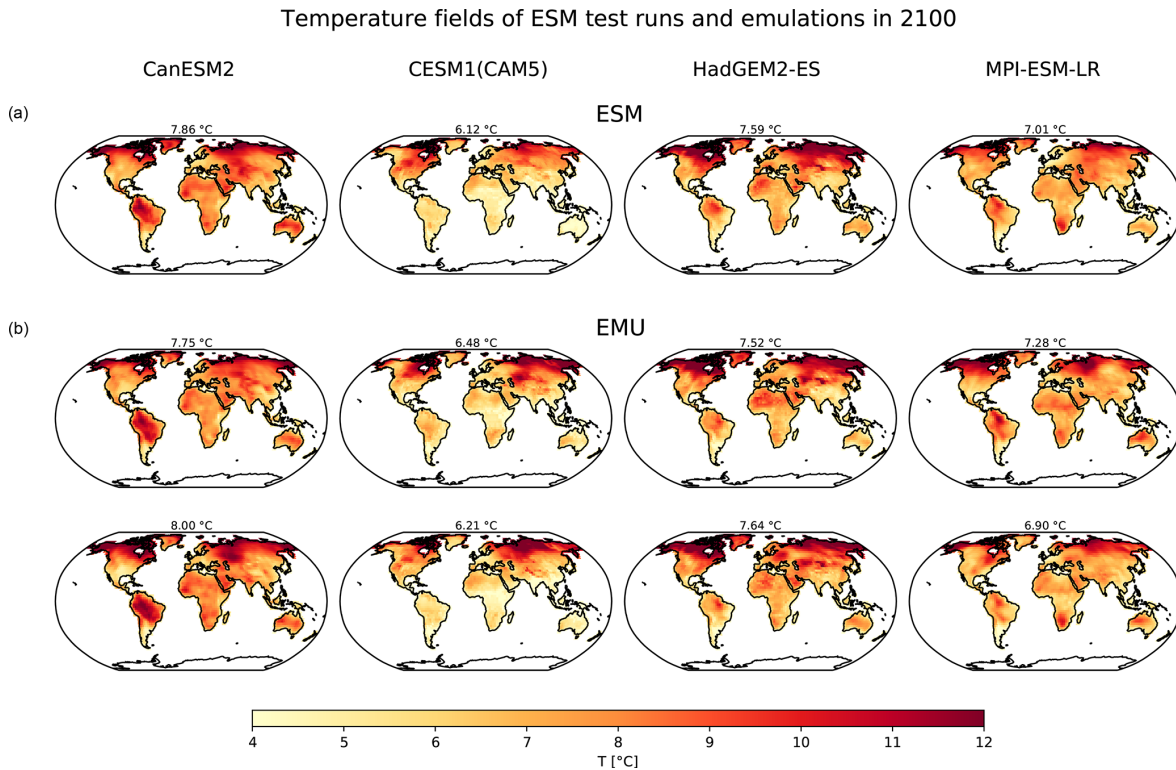 Temperature fields of ESM test runs and emulations in 2100
CanESM2 CESM1(CAM5) HadGEM2-ES MPI-ESM-LR
(a) ESM
7.86 °C 6.12 °C 7.59 °C 7.01 °C
(b) EMU
7.75 °C 6.48 °C 7.52 °C 7.28 °C
8.00 °C 6.21 °C 7.64 °C 6.90 °C
4 5 6 7 8 9 10 11 12
T [°C]